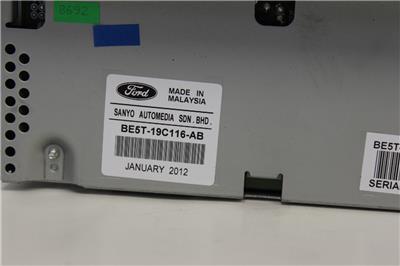 8692
Ford
MADE IN
MALAYSIA
SANYO AUTOMEDIA SDN. BHD.
BE5T-19C116-AB
JANUARY 2012
BE5T-
SERIA